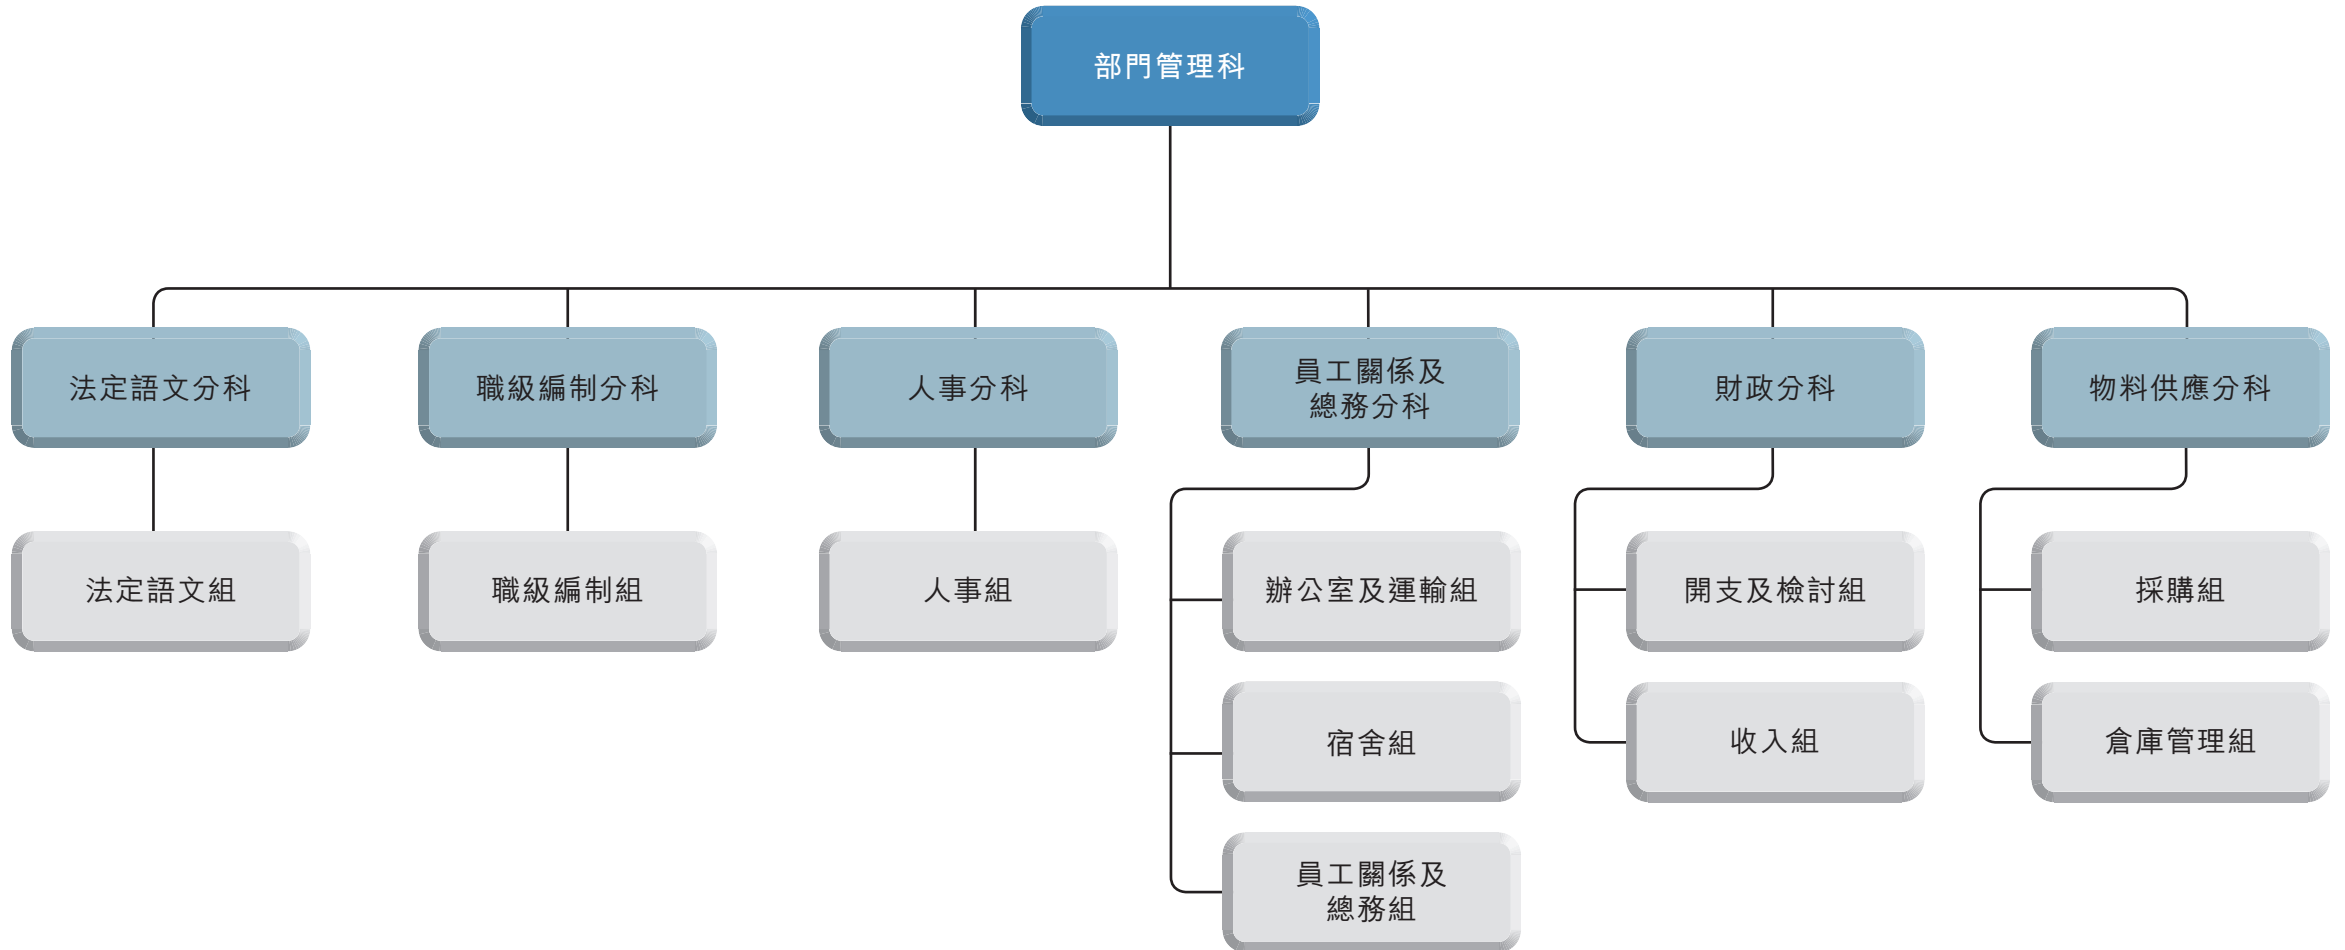 部門管理科
法定語文分科
職級編制分科
人事分科
員工關係及
總務分科
財政分科
物料供應分科
法定語文組
職級編制組
人事組
辦公室及運輸組
開支及檢討組
採購組
宿舍組
收入組
倉庫管理組
員工關係及
總務組